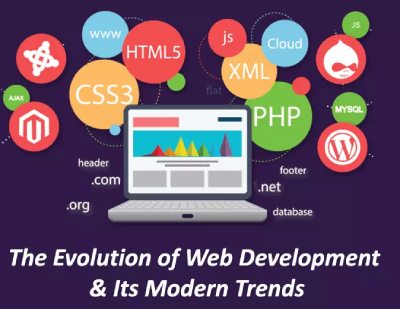 www
HTML5
js
Cloud
JS
XML
AJAX
CSS3
flat
PHP
MYSQL
header
.com
.org
footer
.net
database
The Evolution of Web Development
& Its Modern Trends